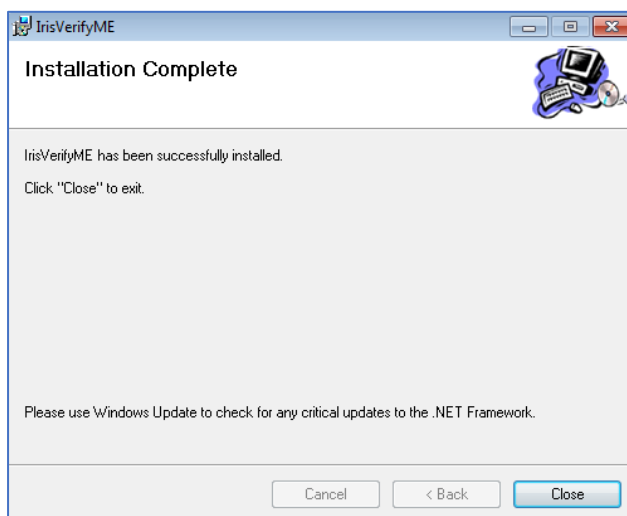 IrisVerifyME
Installation Complete
IrisVerifyME has been successfully installed.
Click "Close" to exit.
Please use Windows Update to check for any critical updates to the .NET Framework.
Cancel
< Back
Close